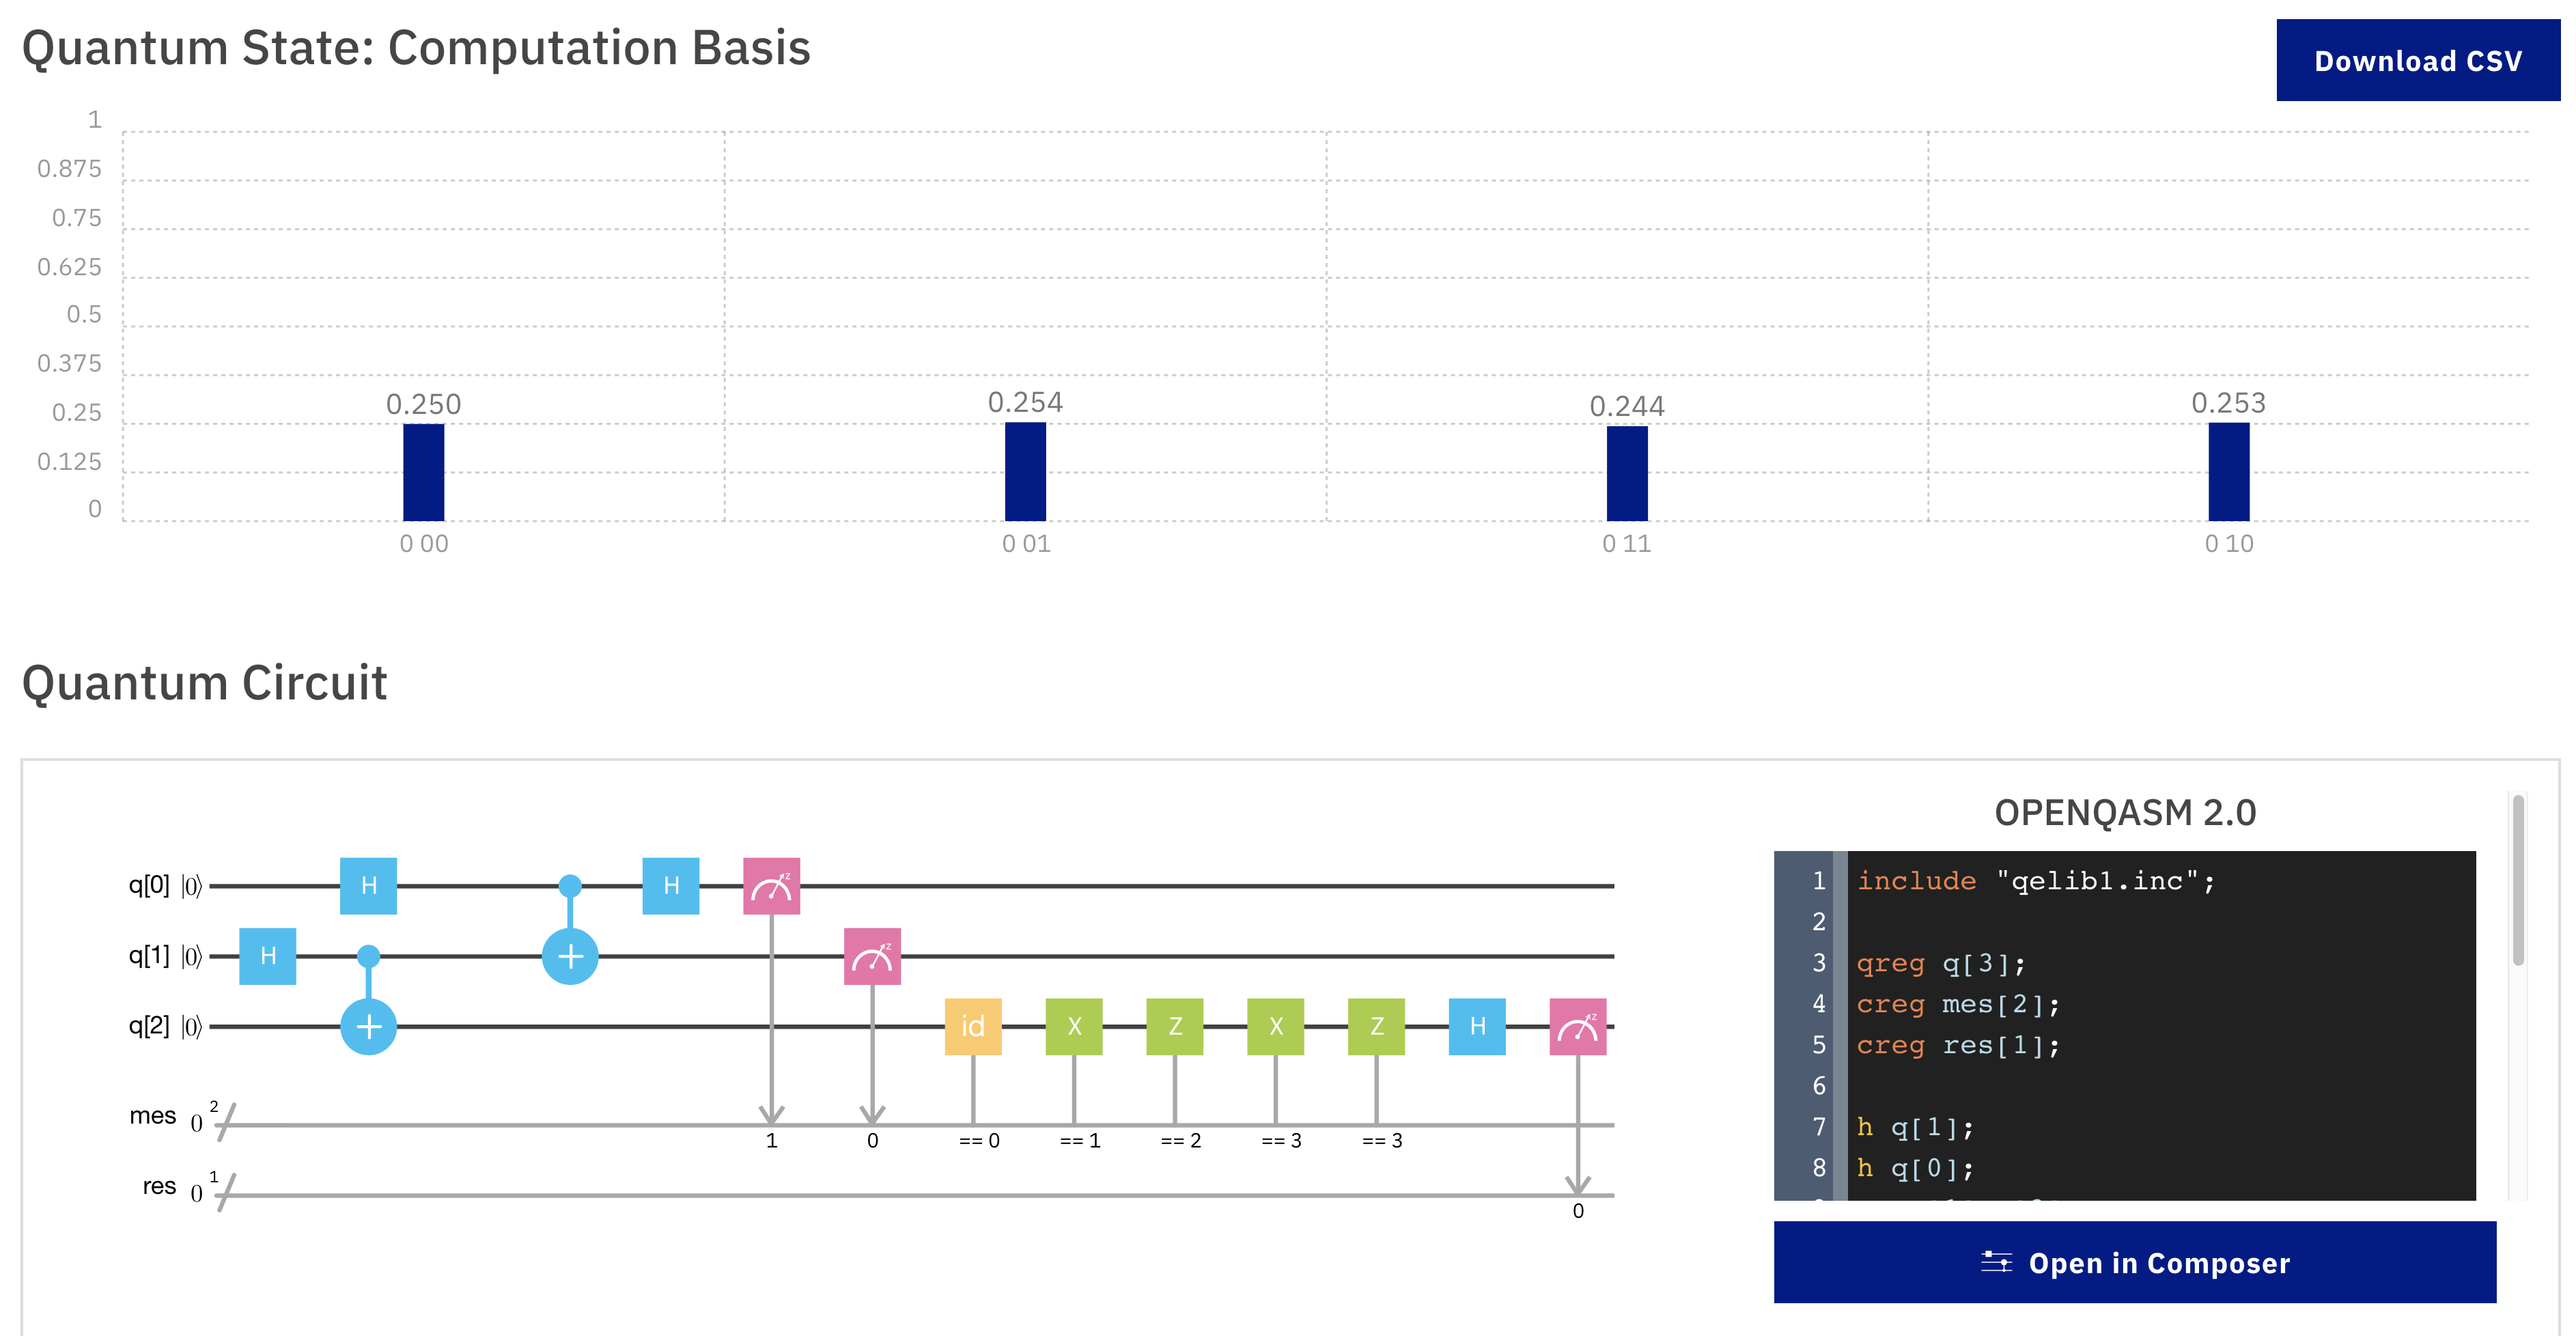 Quantum State: Computation Basis
Download CSV
1
0.875
0.75
0.625
0.5
0.375
0.25
0.125
0
0.250
0.254
0.244
0.253
0 00
0 01
0 11
0 10
Quantum Circuit
q[0] |0⟩ H H z
q[1] |0⟩ H z
q[2] |0⟩ id X Z X Z H z
mes 0 2
1 0 == 0 == 1 == 2 == 3 == 3
res 0 1
0
OPENQASM 2.0
1 include "qelib1.inc";
2
3 qreg q[3];
4 creg mes[2];
5 creg res[1];
6
7 h q[1];
8 h q[0];
Open in Composer